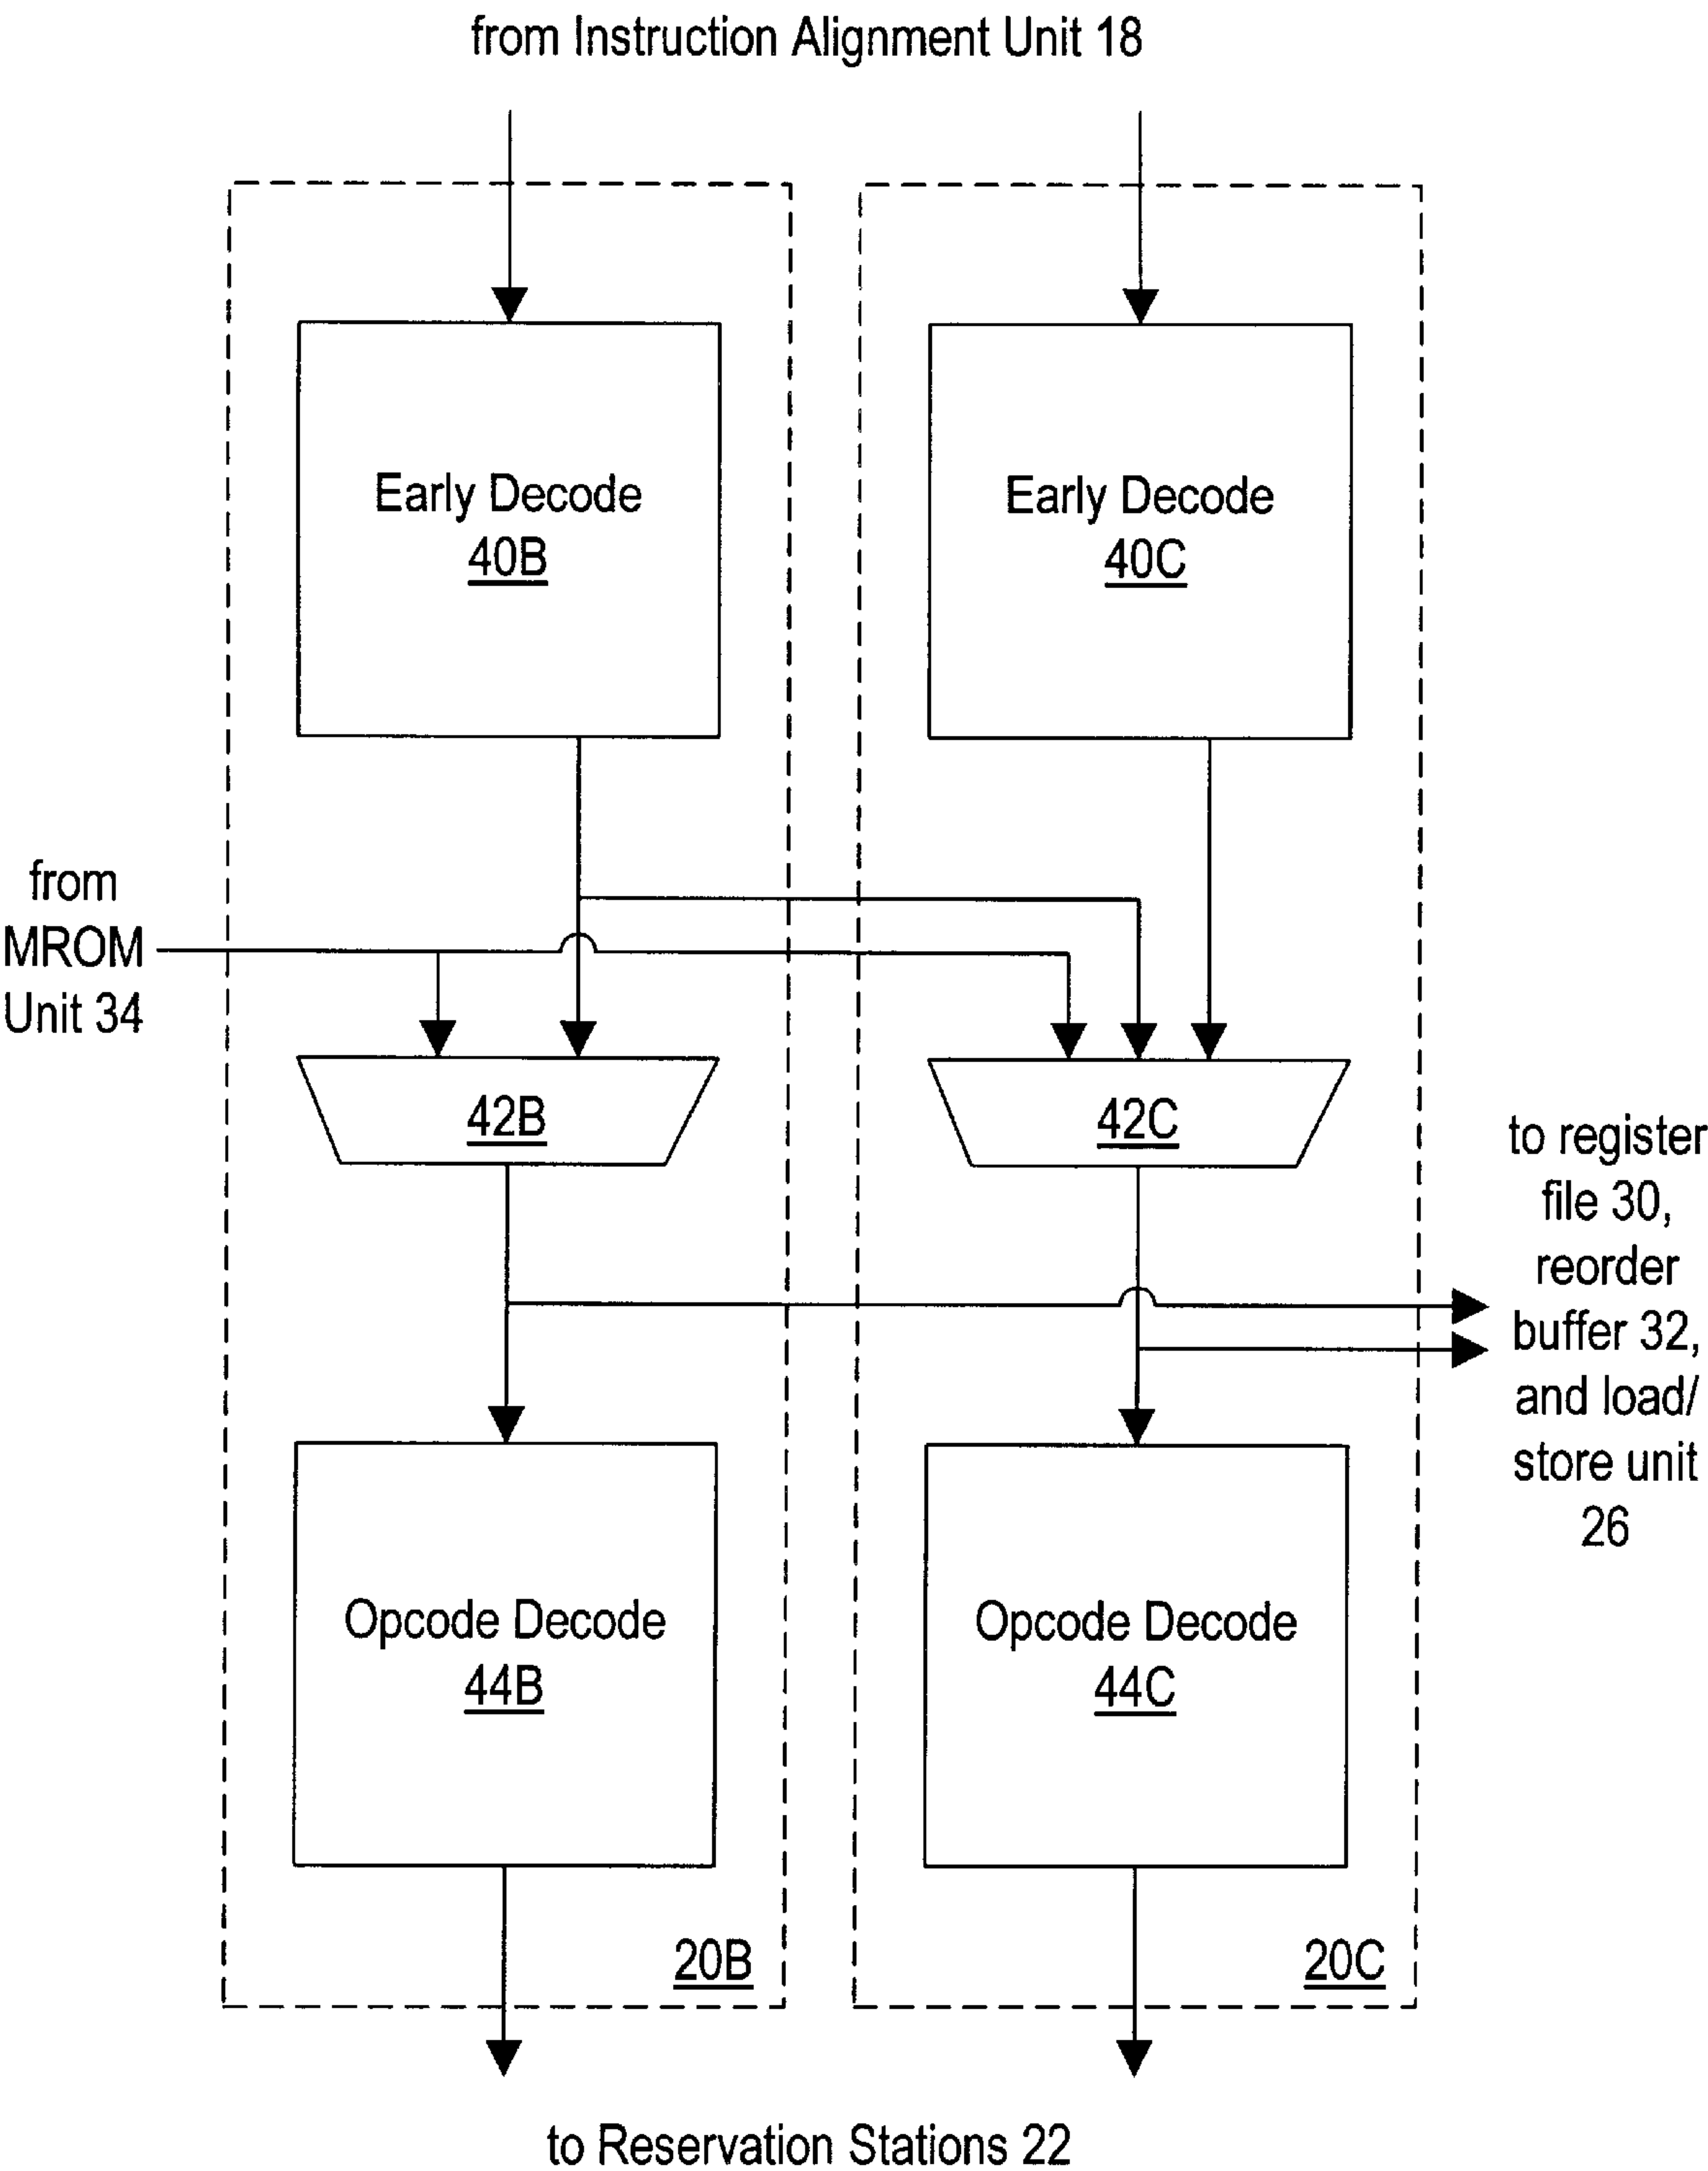 from Instruction Alignment Unit 18
Early Decode
40B
Early Decode
40C
from
MROM
Unit 34
42B
42C
to register
file 30,
reorder
buffer 32,
and load/
store unit
26
Opcode Decode
44B
Opcode Decode
44C
20B
20C
to Reservation Stations 22